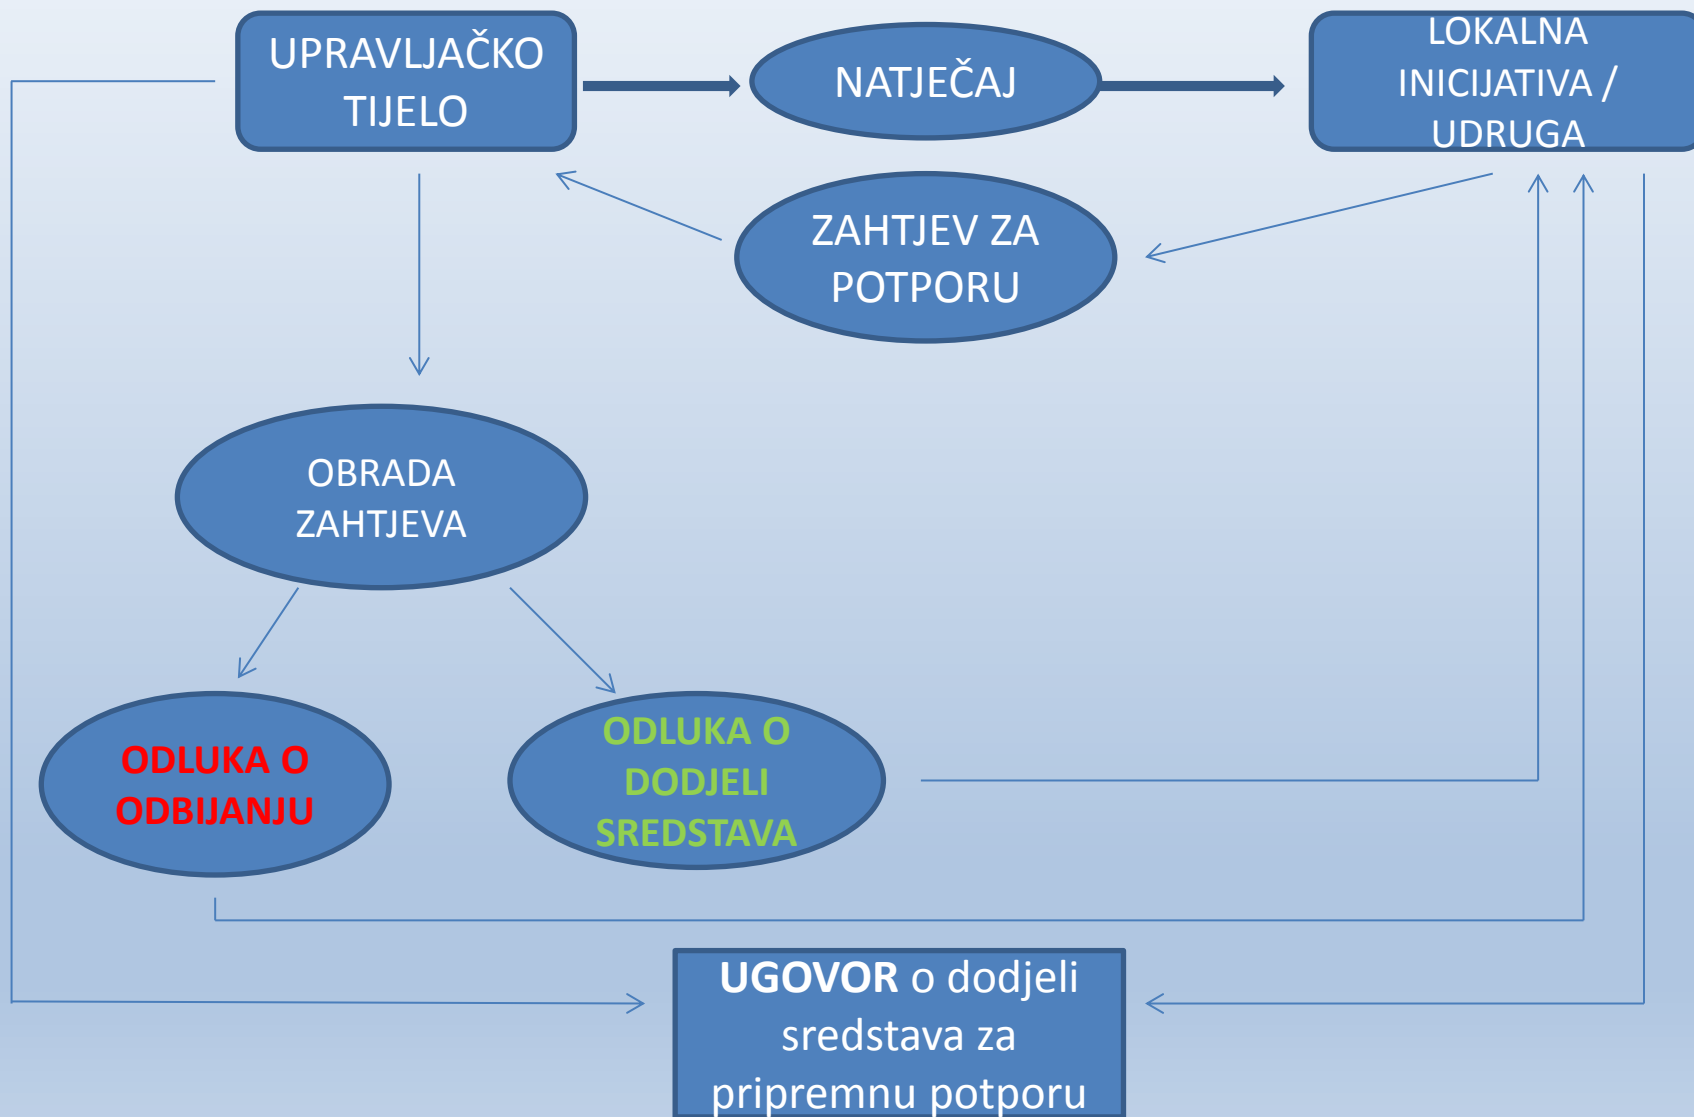 UPRAVLJAČKO
TIJELO
NATJEČAJ
LOKALNA
INICIJATIVA /
UDRUGA
ZAHTJEV ZA
POTPORU
OBRADA
ZAHTJEVA
ODLUKA O
ODBIJANJU
ODLUKA O
DODJELI
SREDSTAVA
UGOVOR o dodjeli
sredstava za
pripremnu potporu